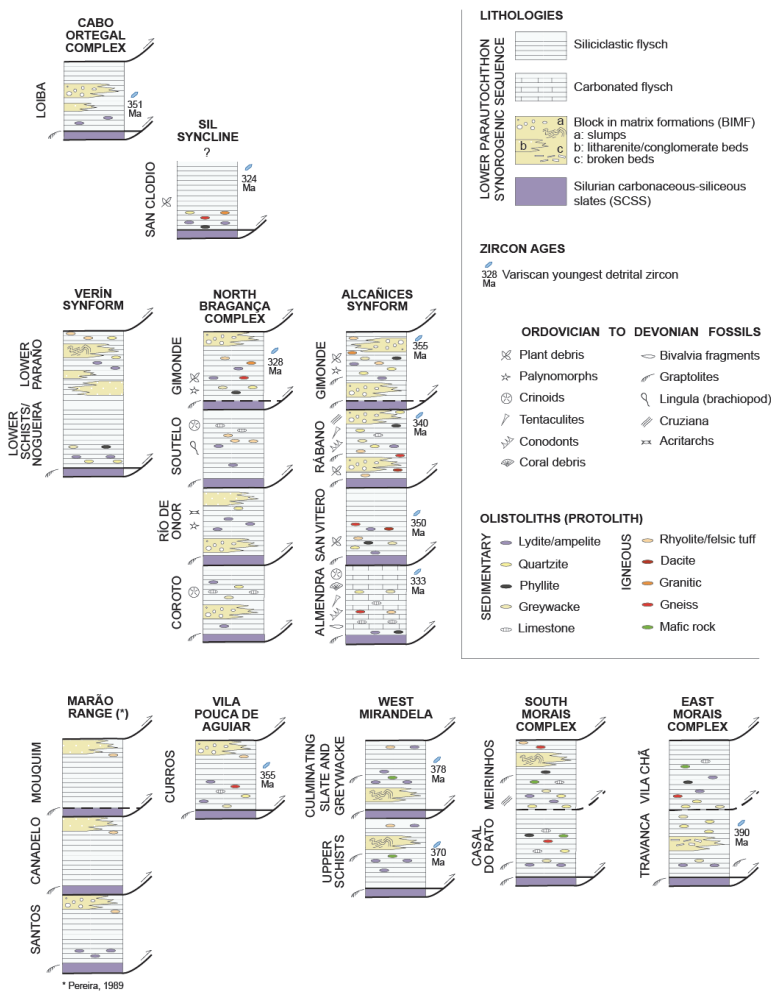 CABO
ORTEGAL
COMPLEX
LOIBA
351
Ma
SIL
SYNCLINE
?
SAN CLODIO
324
Ma
LITHOLOGIES
LOWER PARAUTOCHTHON
SYNOROGENIC SEQUENCE
Siliciclastic flysch
Carbonated flysch
a
b
c
Block in matrix formations (BIMF)
a: slumps
b: litharenite/conglomerate beds
c: broken beds
Silurian carbonaceous-siliceous
slates (SCSS)
ZIRCON AGES
328
Ma
Variscan youngest detrital zircon
ORDOVICIAN TO DEVONIAN FOSSILS
Plant debris
Palynomorphs
Crinoids
Tentaculites
Conodonts
Coral debris
Bivalvia fragments
Graptolites
Lingula (brachiopod)
Cruziana
Acritarchs
OLISTOLITHS (PROTOLITH)
SEDIMENTARY
Lydite/ampelite
Quartzite
Phyllite
Greywacke
Limestone
IGNEOUS
Rhyolite/felsic tuff
Dacite
Granitic
Gneiss
Mafic rock
VERÍN
SYNFORM
LOWER
PARAÑO
LOWER
SCHISTS/
NOGUEIRA
NORTH
BRAGANÇA
COMPLEX
GIMONDE
328
Ma
SOUTELO
RÍO DE
ONOR
COROTO
ALCAÑICES
SYNFORM
GIMONDE
355
Ma
RÁBANO
340
Ma
SAN VITERO
350
Ma
ALMENDRA
333
Ma
MARÃO
RANGE (*)
MOUQUIM
CANADELO
SANTOS
* Pereira, 1989
VILA
POUCA DE
AGUIAR
CURROS
355
Ma
WEST
MIRANDELA
CULMINATING
SLATE AND
GREYWACKE
378
Ma
UPPER
SCHISTS
370
Ma
SOUTH
MORAIS
COMPLEX
MEIRINHOS
CASAL
DO RATO
EAST
MORAIS
COMPLEX
VILA CHÃ
TRAVANCA
390
Ma